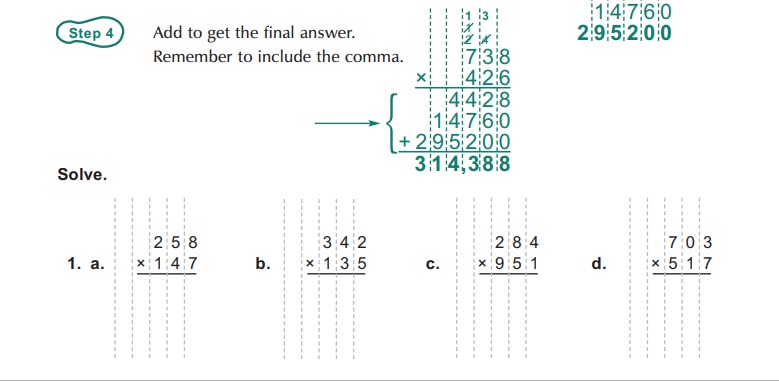 Step 4
Add to get the final answer.
Remember to include the comma.
1 3
1
2 4
738
× 426
4428
14760
+ 295200
314,388
14760
295200
Solve.
1. a.
258
× 147
b.
342
× 135
c.
284
× 951
d.
703
× 517